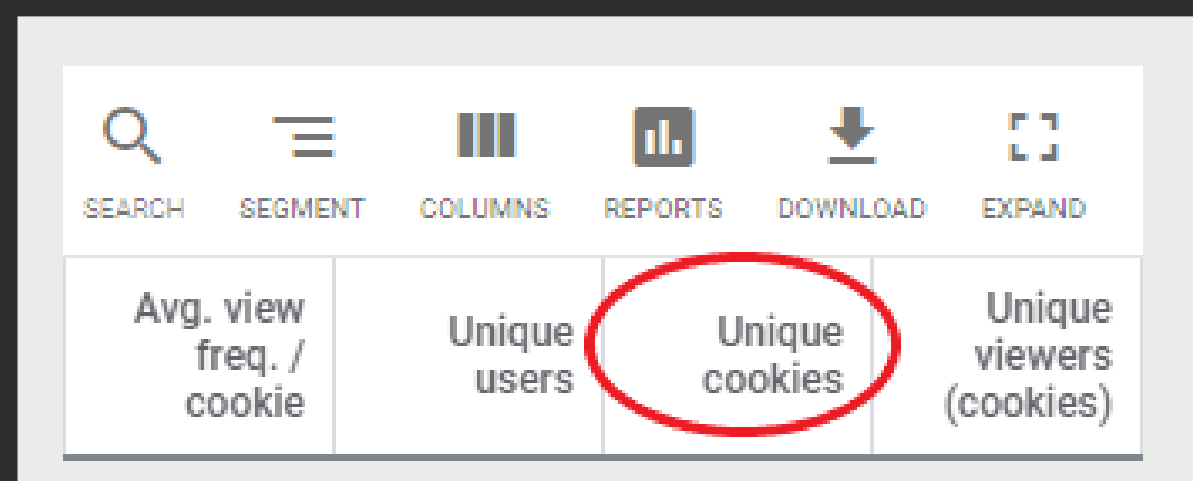 SEARCH SEGMENT COLUMNS REPORTS DOWNLOAD EXPAND
Avg. view
freq. /
cookie
Unique
users
Unique
cookies
Unique
viewers
(cookies)